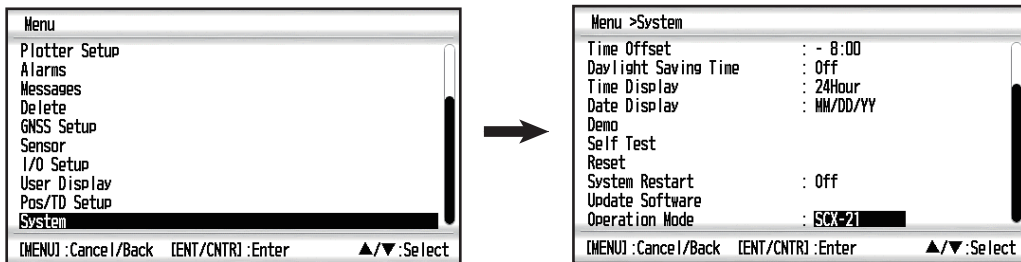 Menu
Plotter Setup
Alarms
Messages
Delete
GNSS Setup
Sensor
I/O Setup
User Display
Pos/TD Setup
System
[MENU] :Cancel/Back [ENT/CNTR] :Enter ▲/▼:Select
Menu >System
Time Offset : - 8:00
Daylight Saving Time : Off
Time Display : 24Hour
Date Display : MM/DD/YY
Demo
Self Test
Reset
System Restart : Off
Update Software
Operation Mode : SCX-21
[MENU] :Cancel/Back [ENT/CNTR] :Enter ▲/▼:Select